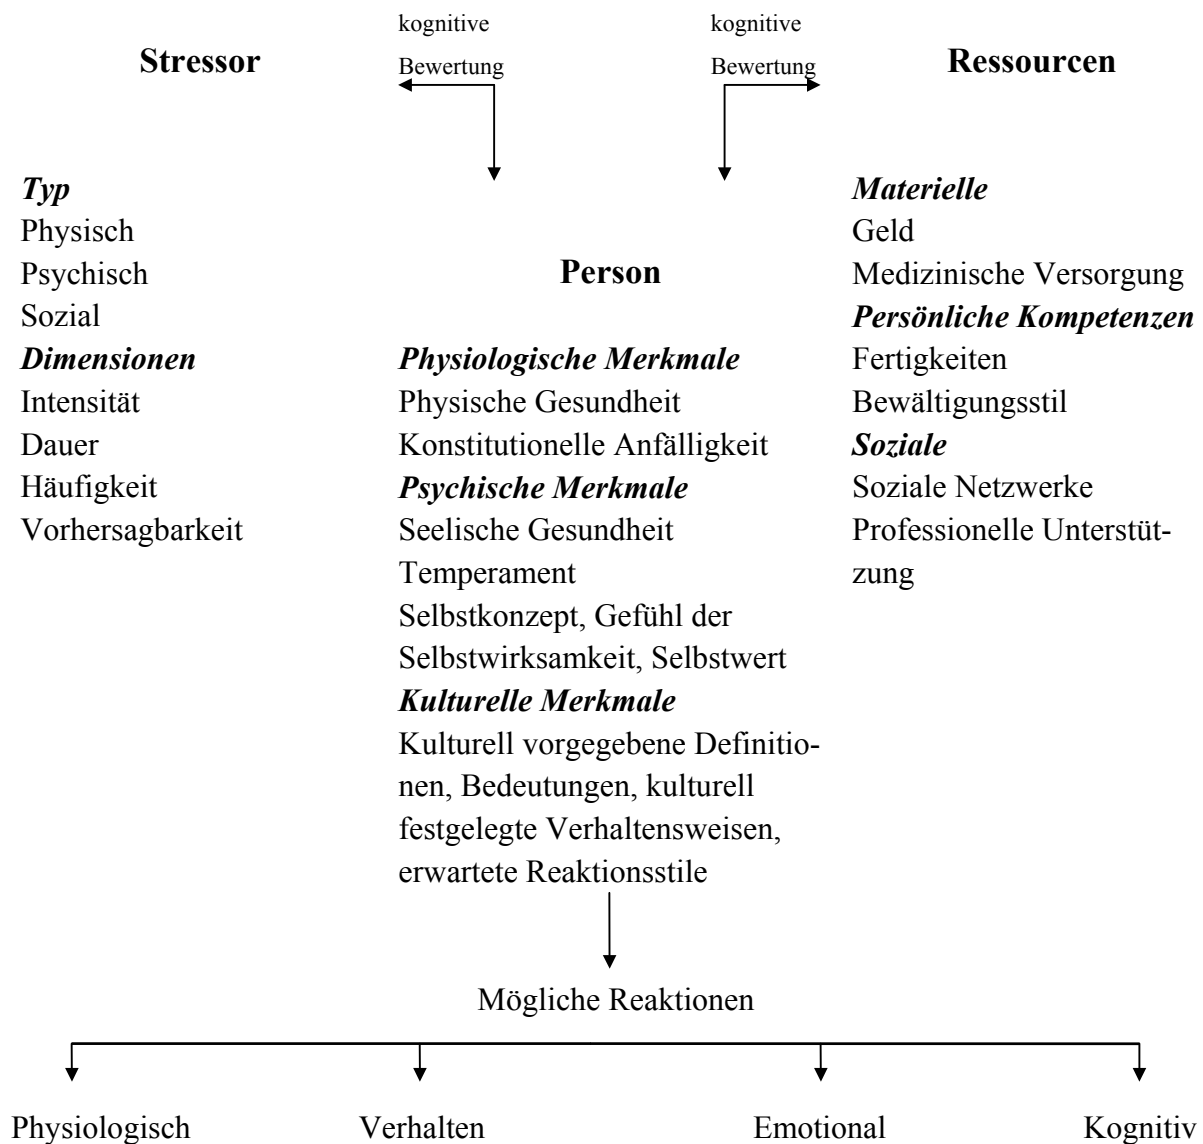 kognitive
Bewertung
kognitive
Bewertung
Stressor
Ressourcen
Typ
Physisch
Psychisch
Sozial
Dimensionen
Intensität
Dauer
Häufigkeit
Vorhersagbarkeit
Person
Physiologische Merkmale
Physische Gesundheit
Konstitutionelle Anfälligkeit
Psychische Merkmale
Seelische Gesundheit
Temperament
Selbstkonzept, Gefühl der
Selbstwirksamkeit, Selbstwert
Kulturelle Merkmale
Kulturell vorgegebene Definitio-
nen, Bedeutungen, kulturell
festgelegte Verhaltensweisen,
erwartete Reaktionsstile
Materielle
Geld
Medizinische Versorgung
Persönliche Kompetenzen
Fertigkeiten
Bewältigungsstil
Soziale
Soziale Netzwerke
Professionelle Unterstüt-
zung
Mögliche Reaktionen
Physiologisch
Verhalten
Emotional
Kognitiv